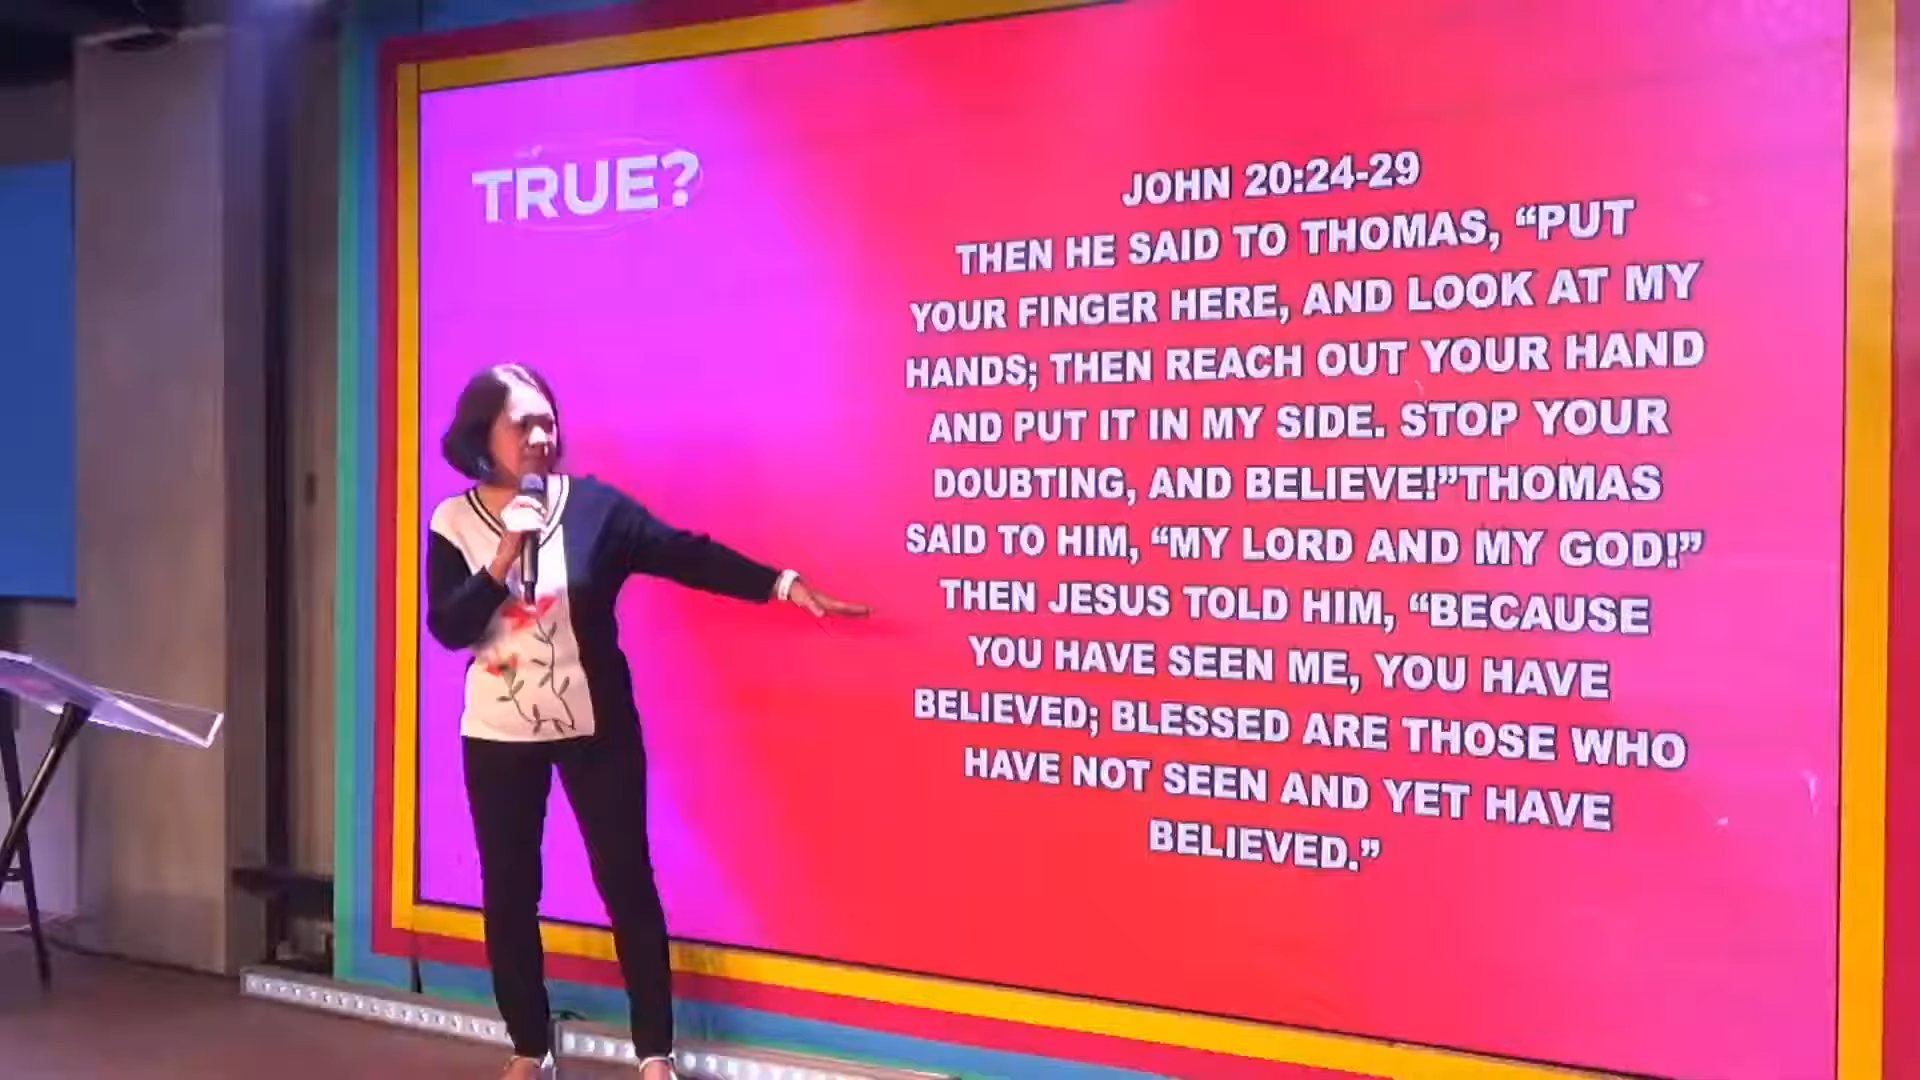 TRUE?
JOHN 20:24-29
THEN HE SAID TO THOMAS, “PUT
YOUR FINGER HERE, AND LOOK AT MY
HANDS; THEN REACH OUT YOUR HAND
AND PUT IT IN MY SIDE. STOP YOUR
DOUBTING, AND BELIEVE!”THOMAS
SAID TO HIM, “MY LORD AND MY GOD!”
THEN JESUS TOLD HIM, “BECAUSE
YOU HAVE SEEN ME, YOU HAVE
BELIEVED; BLESSED ARE THOSE WHO
HAVE NOT SEEN AND YET HAVE
BELIEVED.”